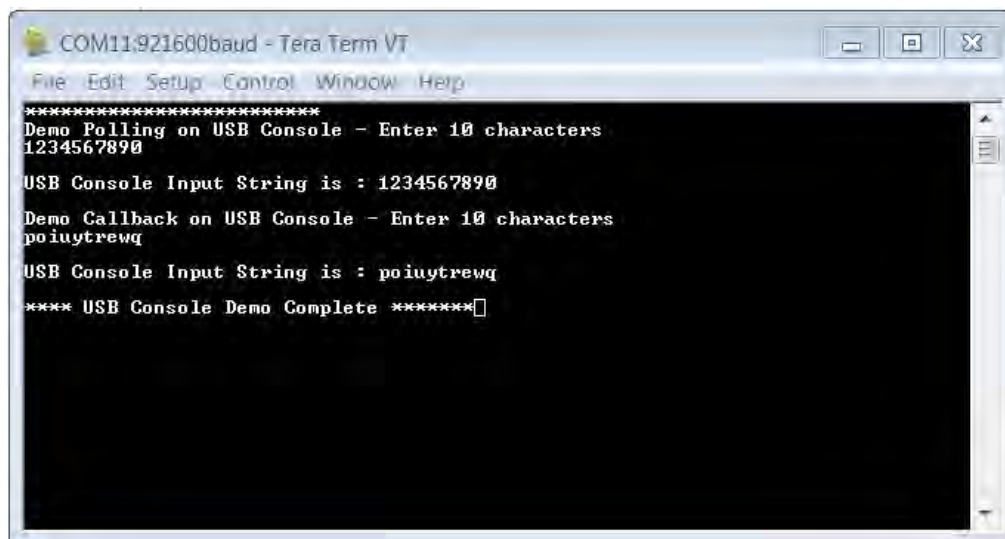 COM11:921600baud - Tera Term VT
File Edit Setup Control Window Help
*************************
Demo Polling on USB Console - Enter 10 characters
1234567890
USB Console Input String is : 1234567890
Demo Callback on USB Console - Enter 10 characters
poiuytrewq
USB Console Input String is : poiuytrewq
**** USB Console Demo Complete *******